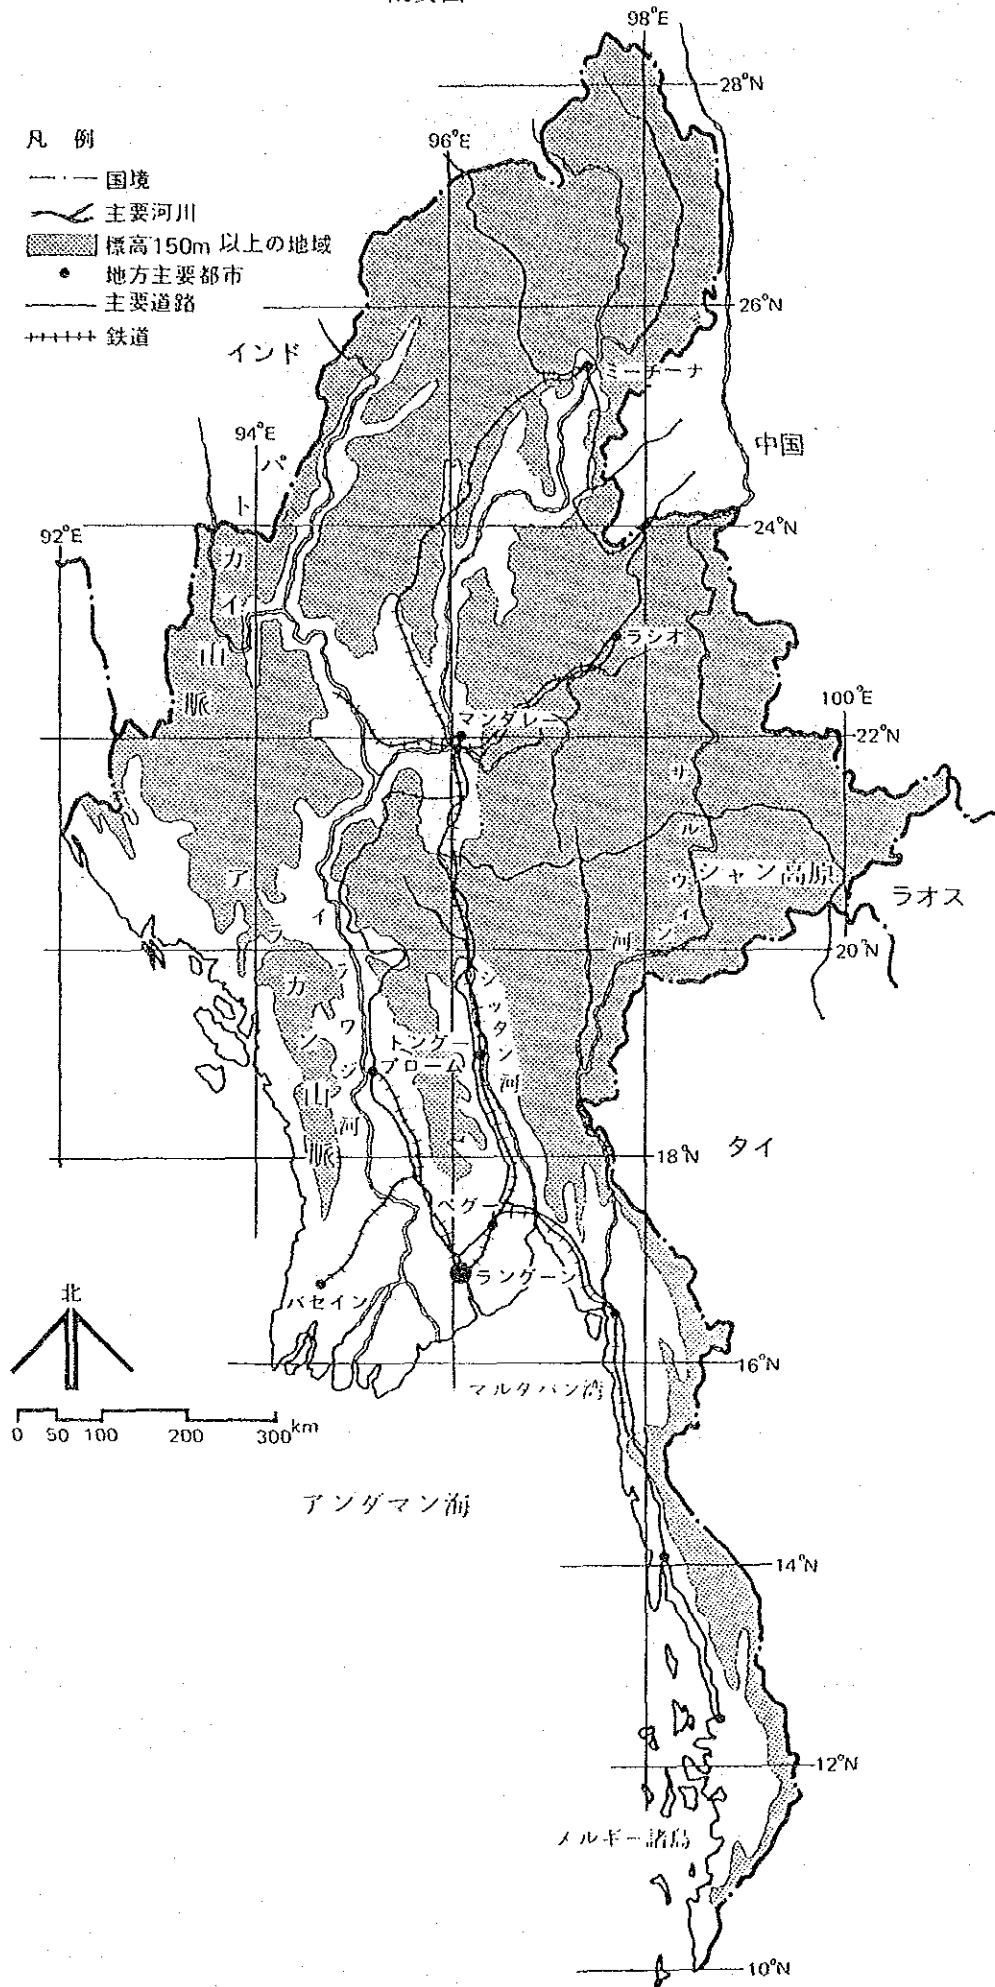 98°E
28°N
凡 例
国境
主要河川
標高150m 以上の地域
地方主要都市
主要道路
鉄道
96°E
26°N
インド
ミーチーナ
94°E
中国
パトカイ山脈
24°N
92°E
ラシオ
100°E
マンダレー
22°N
サルウィン河
シャン高原
ラオス
アラカン山脈
イラワジ河
20°N
シッタン河
トングー
プローム
タイ
18°N
ペグー
ラングーン
バセイン
北
16°N
マルタバン湾
0 50 100 200 300km
アンダマン海
14°N
12°N
メルギー諸島
10°N